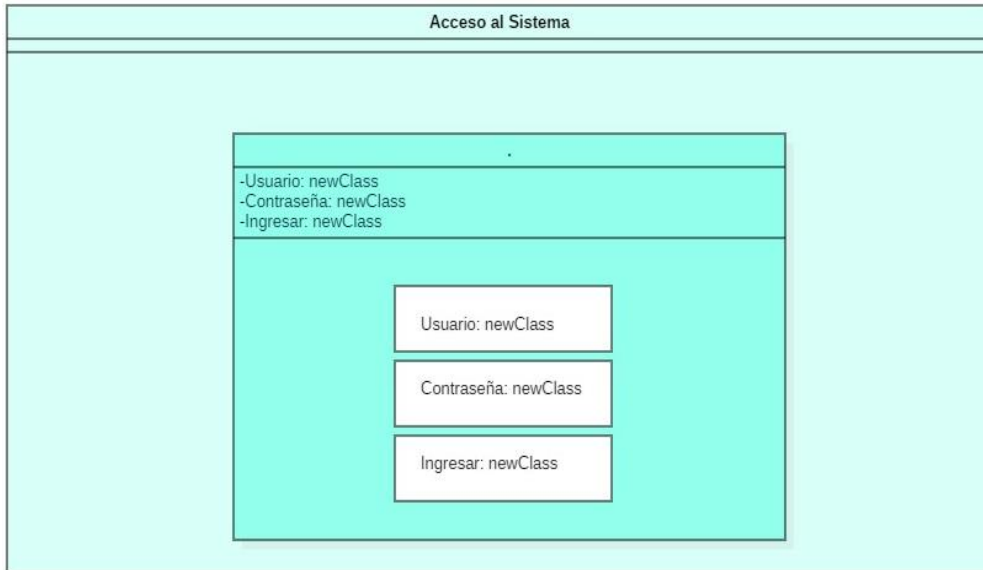 Acceso al Sistema
.
-Usuario: newClass
-Contraseña: newClass
-Ingresar: newClass
Usuario: newClass
Contraseña: newClass
Ingresar: newClass